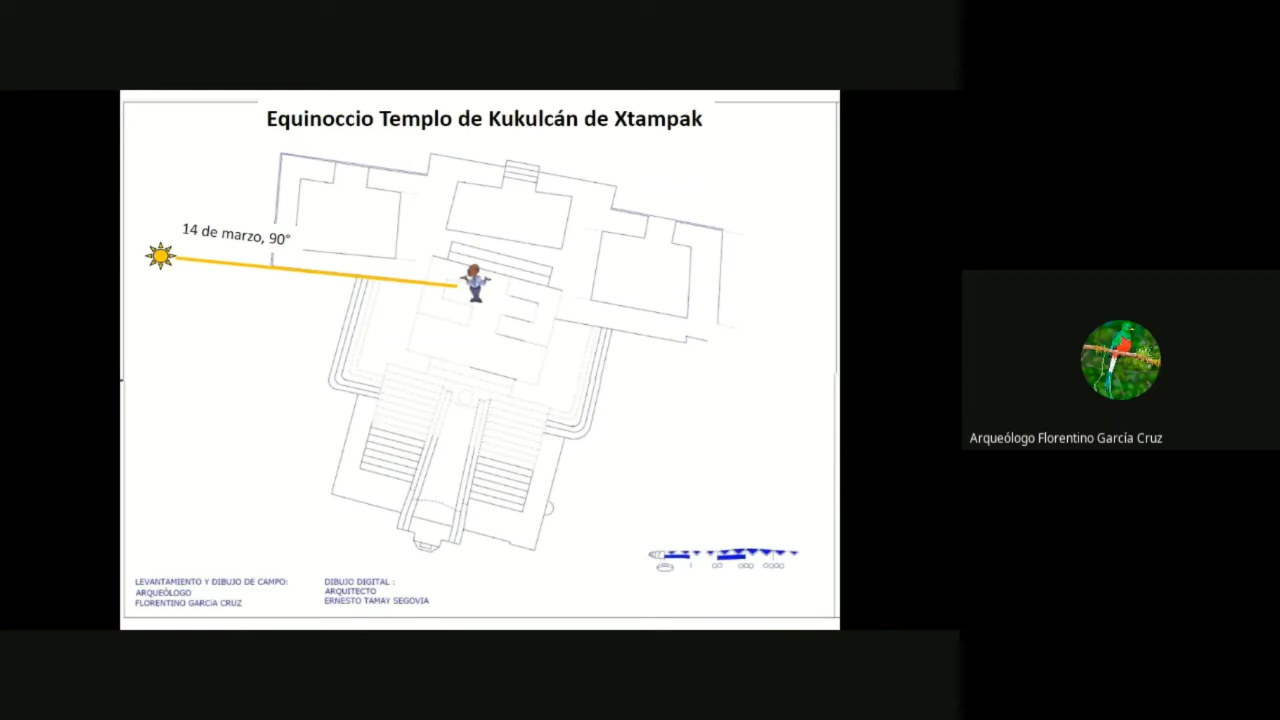 Equinoccio Templo de Kukulcán de Xtampak
14 de marzo, 90°
Arqueólogo Florentino García Cruz
LEVANTAMIENTO Y DIBUJO DE CAMPO:
ARQUEÓLOGO
FLORENTINO GARCÍA CRUZ
DIBUJO DIGITAL :
ARQUITECTO
ERNESTO TAMAY SEGOVIA